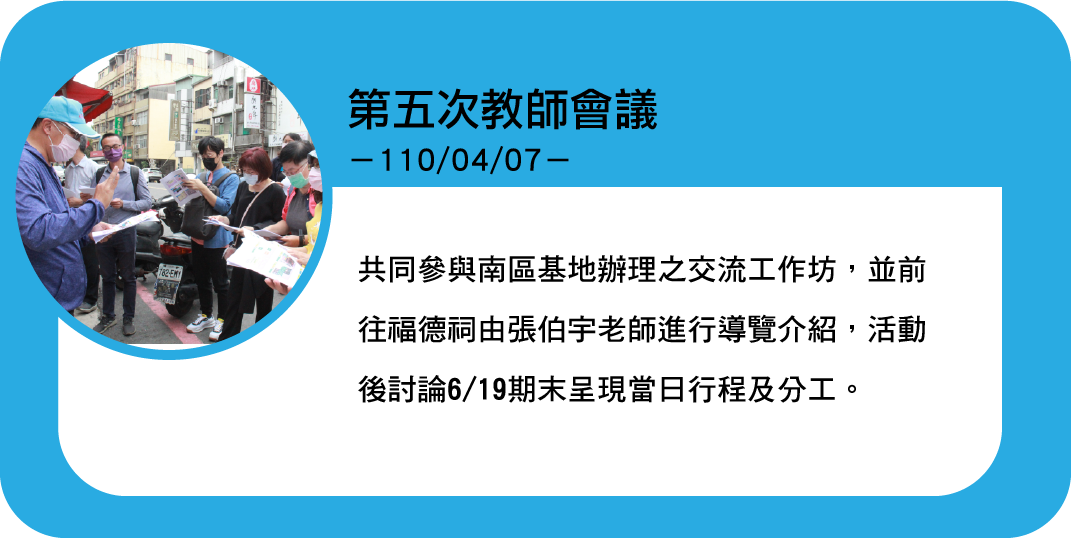 第五次教師會議
－110/04/07－
共同參與南區基地辦理之交流工作坊，並前
往福德祠由張伯宇老師進行導覽介紹，活動
後討論6/19期末呈現當日行程及分工。
782-EMY